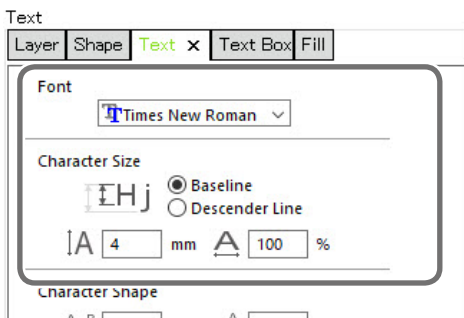 Text
Layer Shape Text × Text Box Fill
Font
Times New Roman
Character Size
Hj Baseline
Descender Line
A 4 mm A 100 %
Character Shape